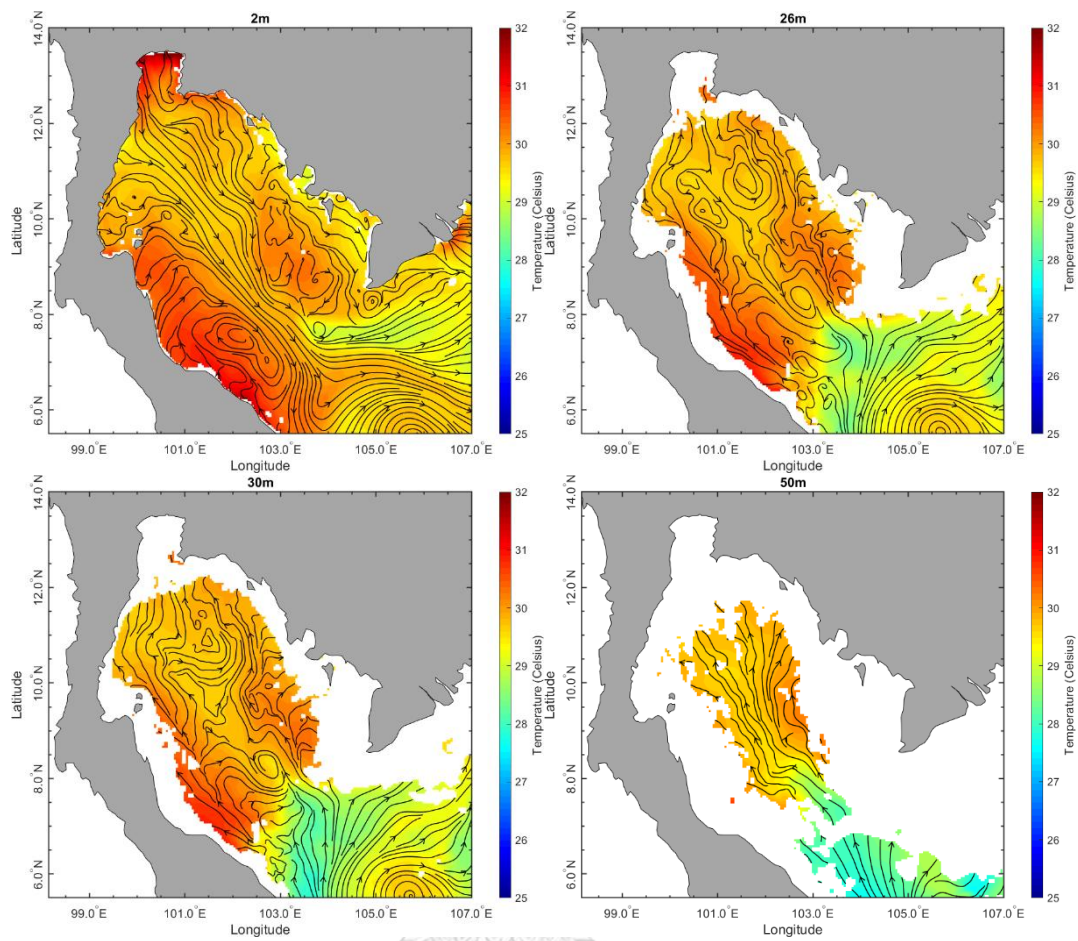 2m
14.0°N
12.0°N
10.0°N
8.0°N
6.0°N
Latitude
99.0°E 101.0°E 103.0°E 105.0°E 107.0°E
Longitude
32
31
30
29
28
27
26
25
Temperature (Celsius)
26m
14.0°N
12.0°N
10.0°N
8.0°N
6.0°N
Latitude
99.0°E 101.0°E 103.0°E 105.0°E 107.0°E
Longitude
32
31
30
29
28
27
26
25
Temperature (Celsius)
30m
14.0°N
12.0°N
10.0°N
8.0°N
6.0°N
Latitude
99.0°E 101.0°E 103.0°E 105.0°E 107.0°E
Longitude
32
31
30
29
28
27
26
25
Temperature (Celsius)
50m
14.0°N
12.0°N
10.0°N
8.0°N
6.0°N
Latitude
99.0°E 101.0°E 103.0°E 105.0°E 107.0°E
Longitude
32
31
30
29
28
27
26
25
Temperature (Celsius)